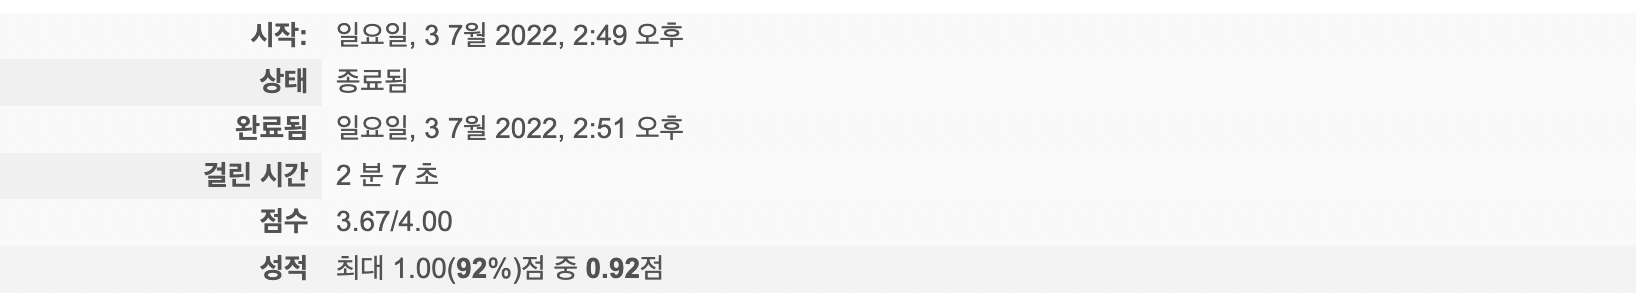 시작: 일요일, 3 7월 2022, 2:49 오후
상태 종료됨
완료됨 일요일, 3 7월 2022, 2:51 오후
걸린 시간 2 분 7 초
점수 3.67/4.00
성적 최대 1.00(92%)점 중 0.92점